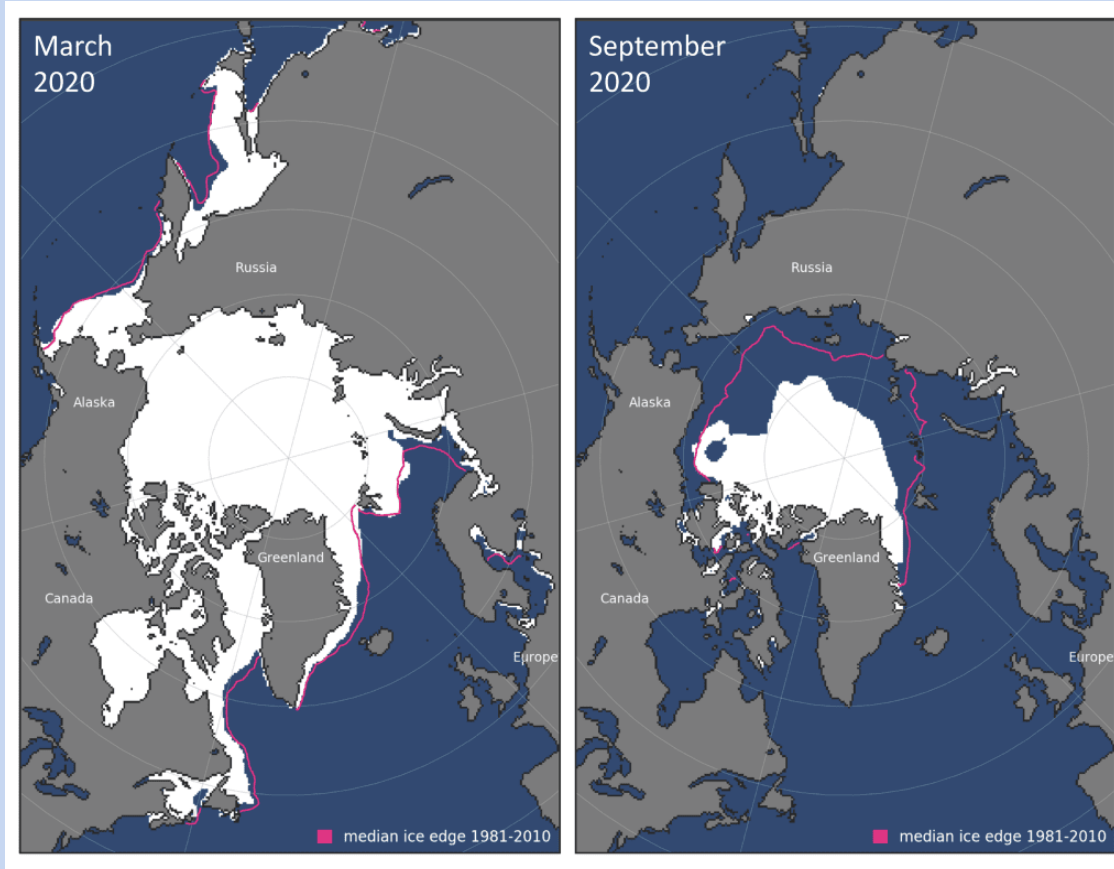 March
2020
Russia
Alaska
Greenland
Canada
Europe
median ice edge 1981-2010
September
2020
Russia
Alaska
Greenland
Canada
Europe
median ice edge 1981-2010